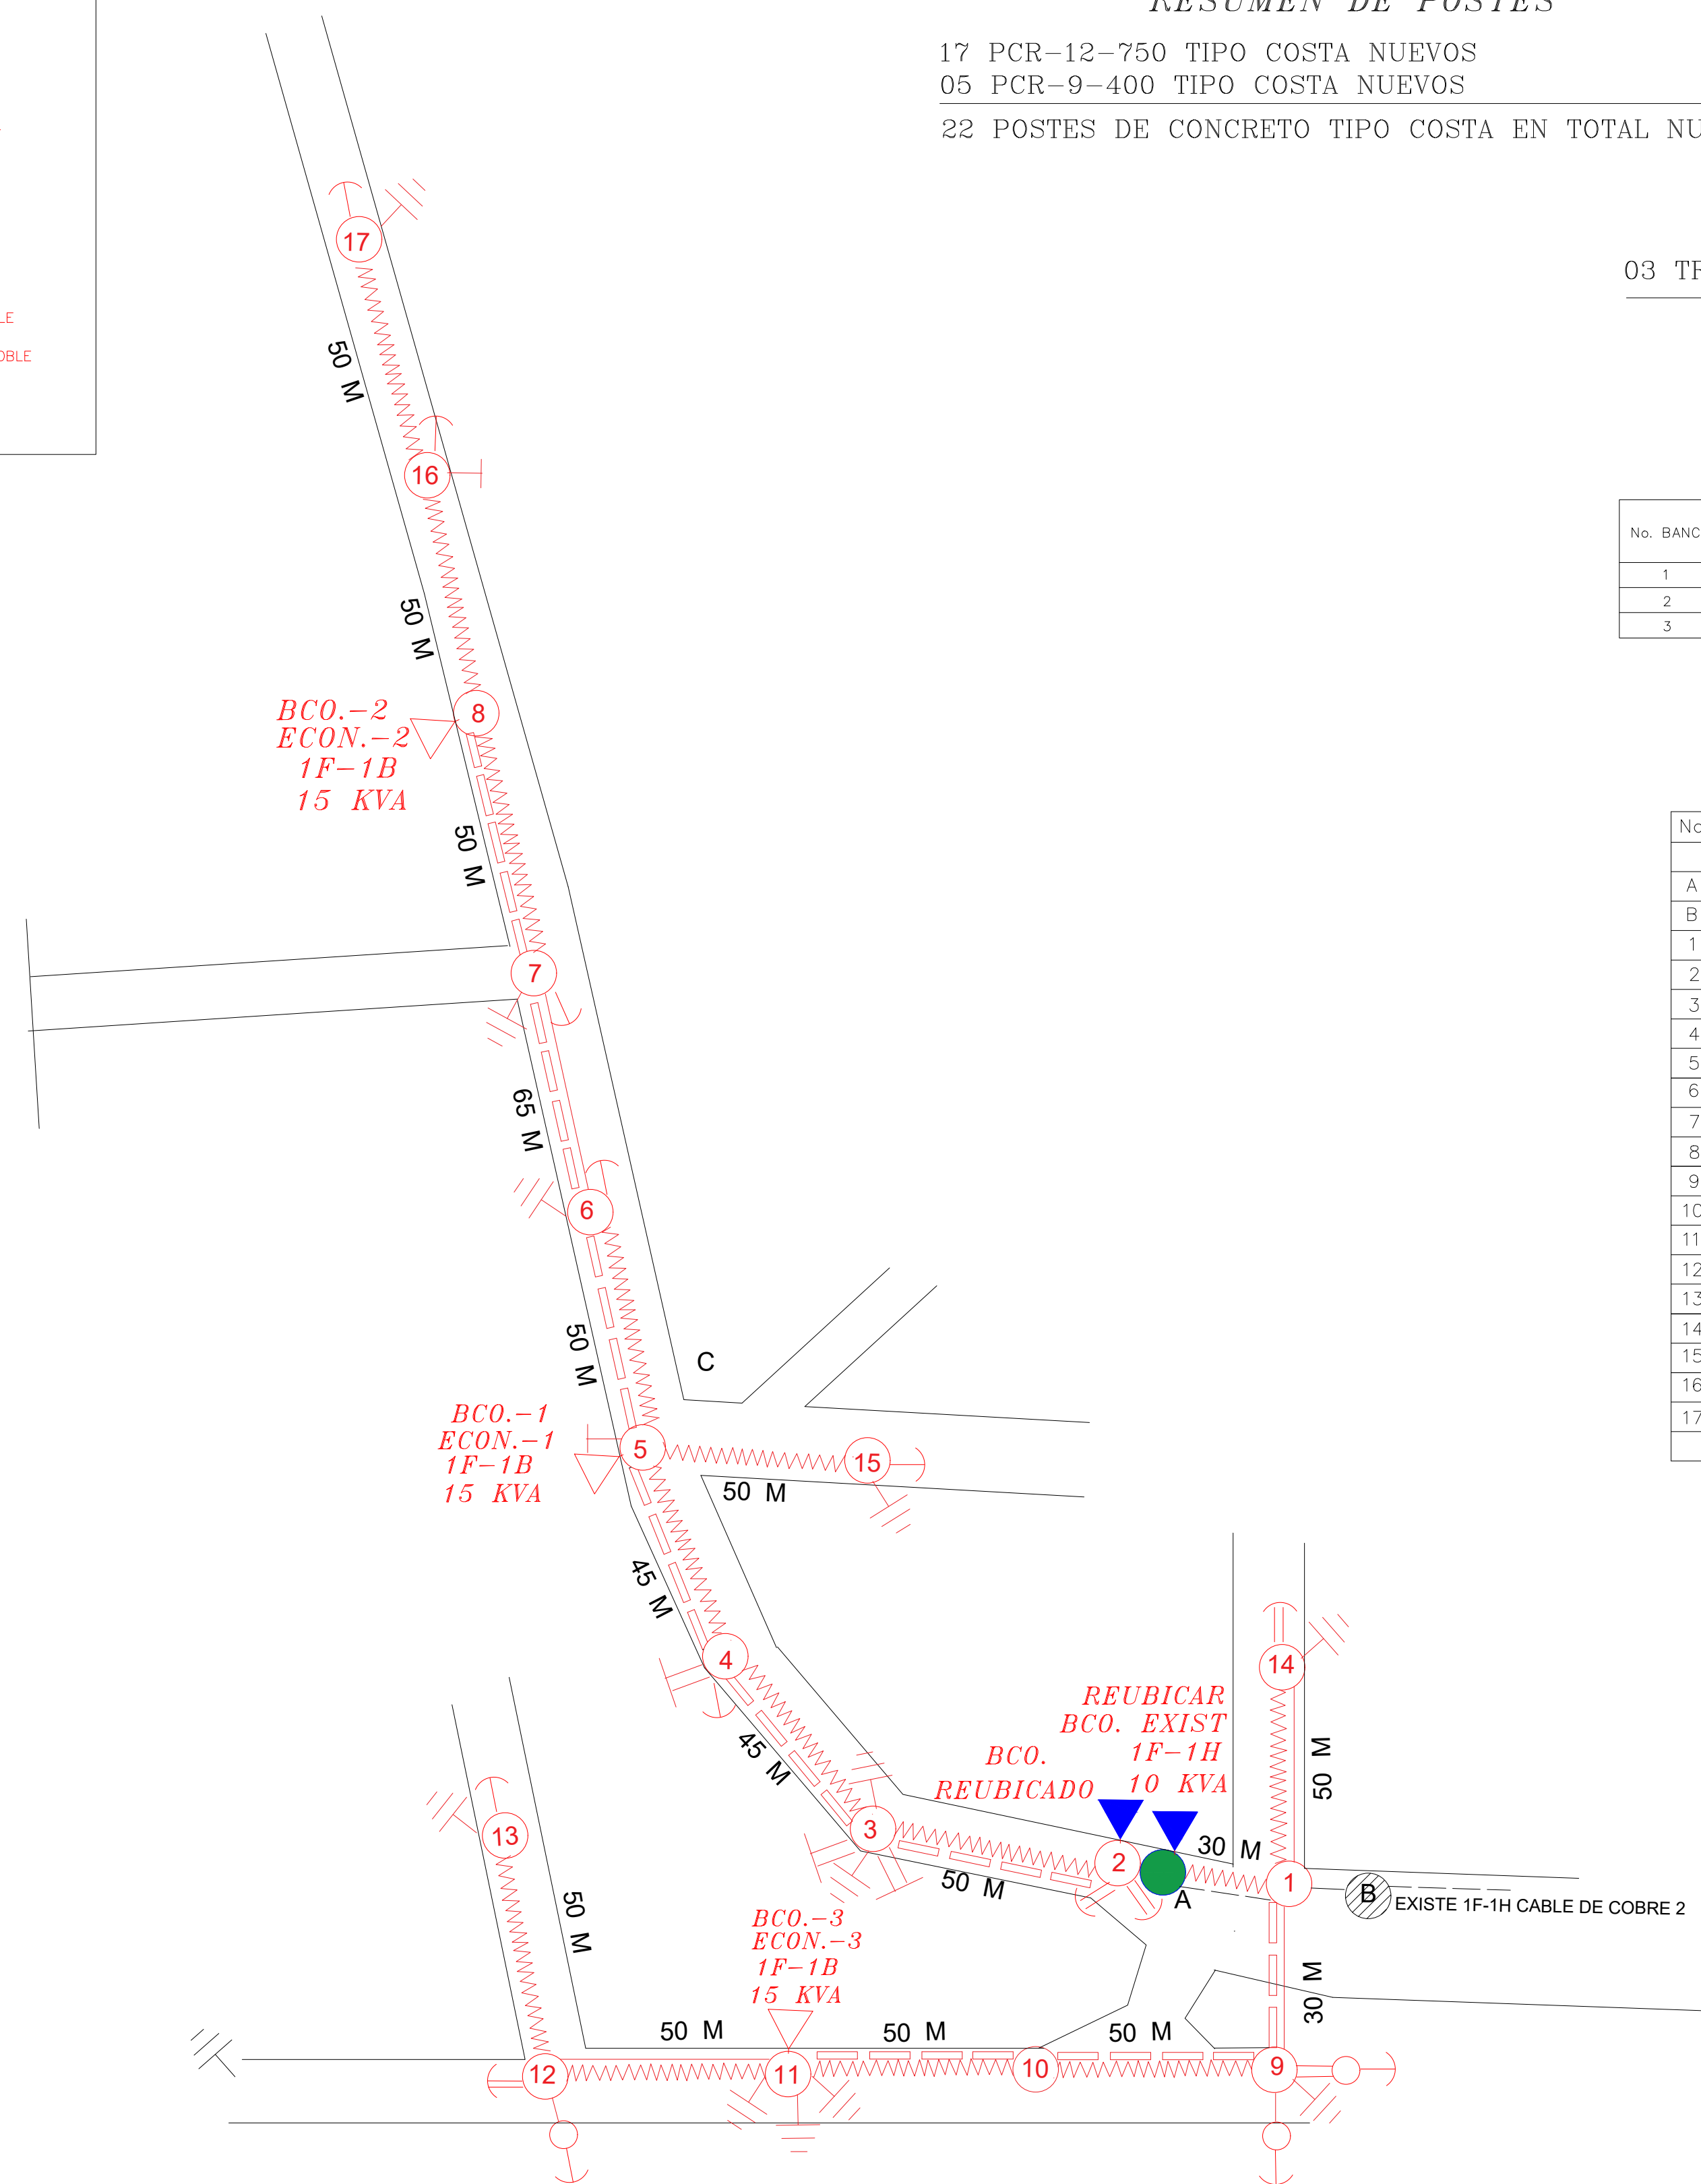 RESUMEN DE POSTES
17 PCR-12-750 TIPO COSTA NUEVOS
05 PCR-9-400 TIPO COSTA NUEVOS
22 POSTES DE CONCRETO TIPO COSTA EN TOTAL NU
03 TR
LE
OBLE
17
50 M
16
50 M
No. BANC
1
2
3
BCO.-2
ECON.-2
1F-1B
15 KVA
8
50 M
7
65 M
6
50 M
C
BCO.-1
ECON.-1
1F-1B
15 KVA
5
15
50 M
45 M
4
45 M
No
A
B
1
2
3
4
5
6
7
8
9
10
11
12
13
14
15
16
17
14
50 M
REUBICAR
BCO. EXIST
1F-1H
10 KVA
BCO.
REUBICADO
13
50 M
3
50 M
2
A
30 M
1
B
EXISTE 1F-1H CABLE DE COBRE 2
BCO.-3
ECON.-3
1F-1B
15 KVA
30 M
50 M
50 M
50 M
12
11
10
9